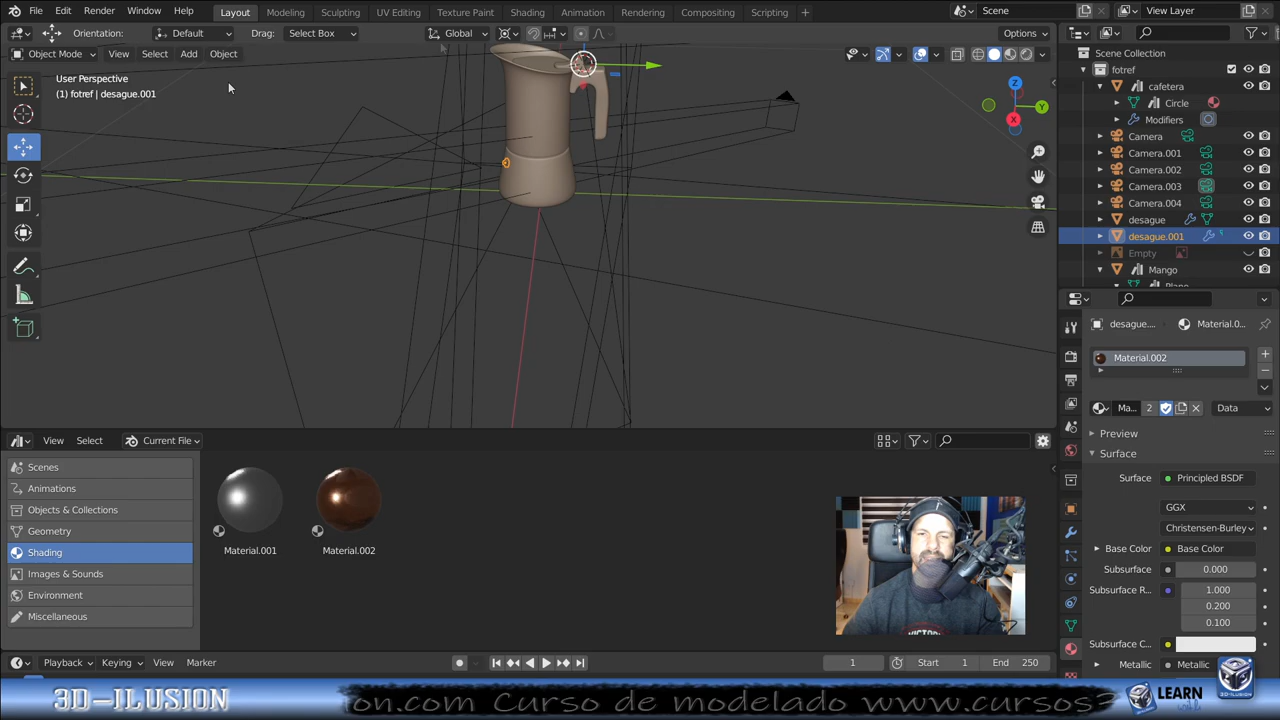 File Edit Render Window Help Layout Modeling Sculpting UV Editing Texture Paint Shading Animation Rendering Compositing Scripting + Scene View Layer
Orientation: Default Drag: Select Box Global Options
Object Mode View Select Add Object
User Perspective
(1) fotref | desague.001
Z
Y
X
Scene Collection
fotref
cafetera
Circle
Modifiers
Camera
Camera.001
Camera.002
Camera.003
Camera.004
desague
desague.001
Empty
Mango
desague.... Material.0...
Material.002
Ma... 2 Data
Preview
Surface
Surface Principled BSDF
GGX
Christensen-Burley
Base Color Base Color
Subsurface 0.000
Subsurface R... 1.000
0.200
0.100
Subsurface C...
Metallic Metallic
View Select Current File
Scenes
Animations
Objects & Collections
Geometry
Shading
Images & Sounds
Environment
Miscellaneous
Material.001 Material.002
Playback Keying View Marker 1 Start 1 End 250
3D-ILUSION ion.com Curso de modelado www.cursos3 LEARN